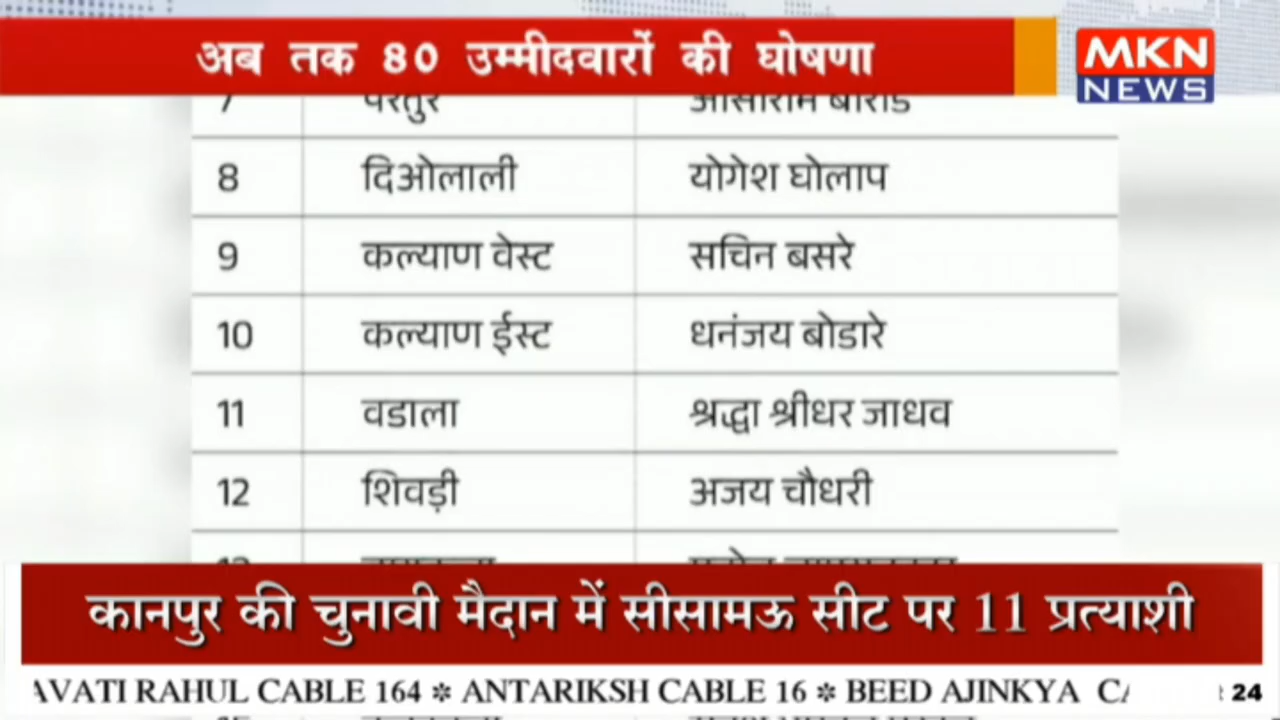 अब तक 80 उम्मीदवारों की घोषणा
MKN
NEWS
7 परतुर
8 दिओलाली योगेश घोलाप
9 कल्याण वेस्ट सचिन बसरे
10 कल्याण ईस्ट धनंजय बोडारे
11 वडाला श्रद्धा श्रीधर जाधव
12 शिवड़ी अजय चौधरी
कानपुर की चुनावी मैदान में सीसामऊ सीट पर 11 प्रत्याशी
AVATI RAHUL CABLE 164 ✲ ANTARIKSH CABLE 16 ✲ BEED AJINKYA 24